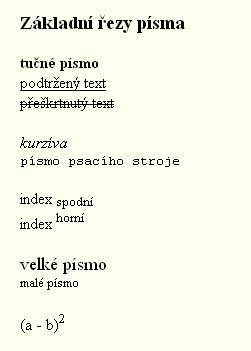 Základní řezy písma
tučné písmo
podtržený text
přeškrtnutý text
kurzíva
písmo psacího stroje
index spodní
index horní
velké písmo
malé písmo
(a - b)2